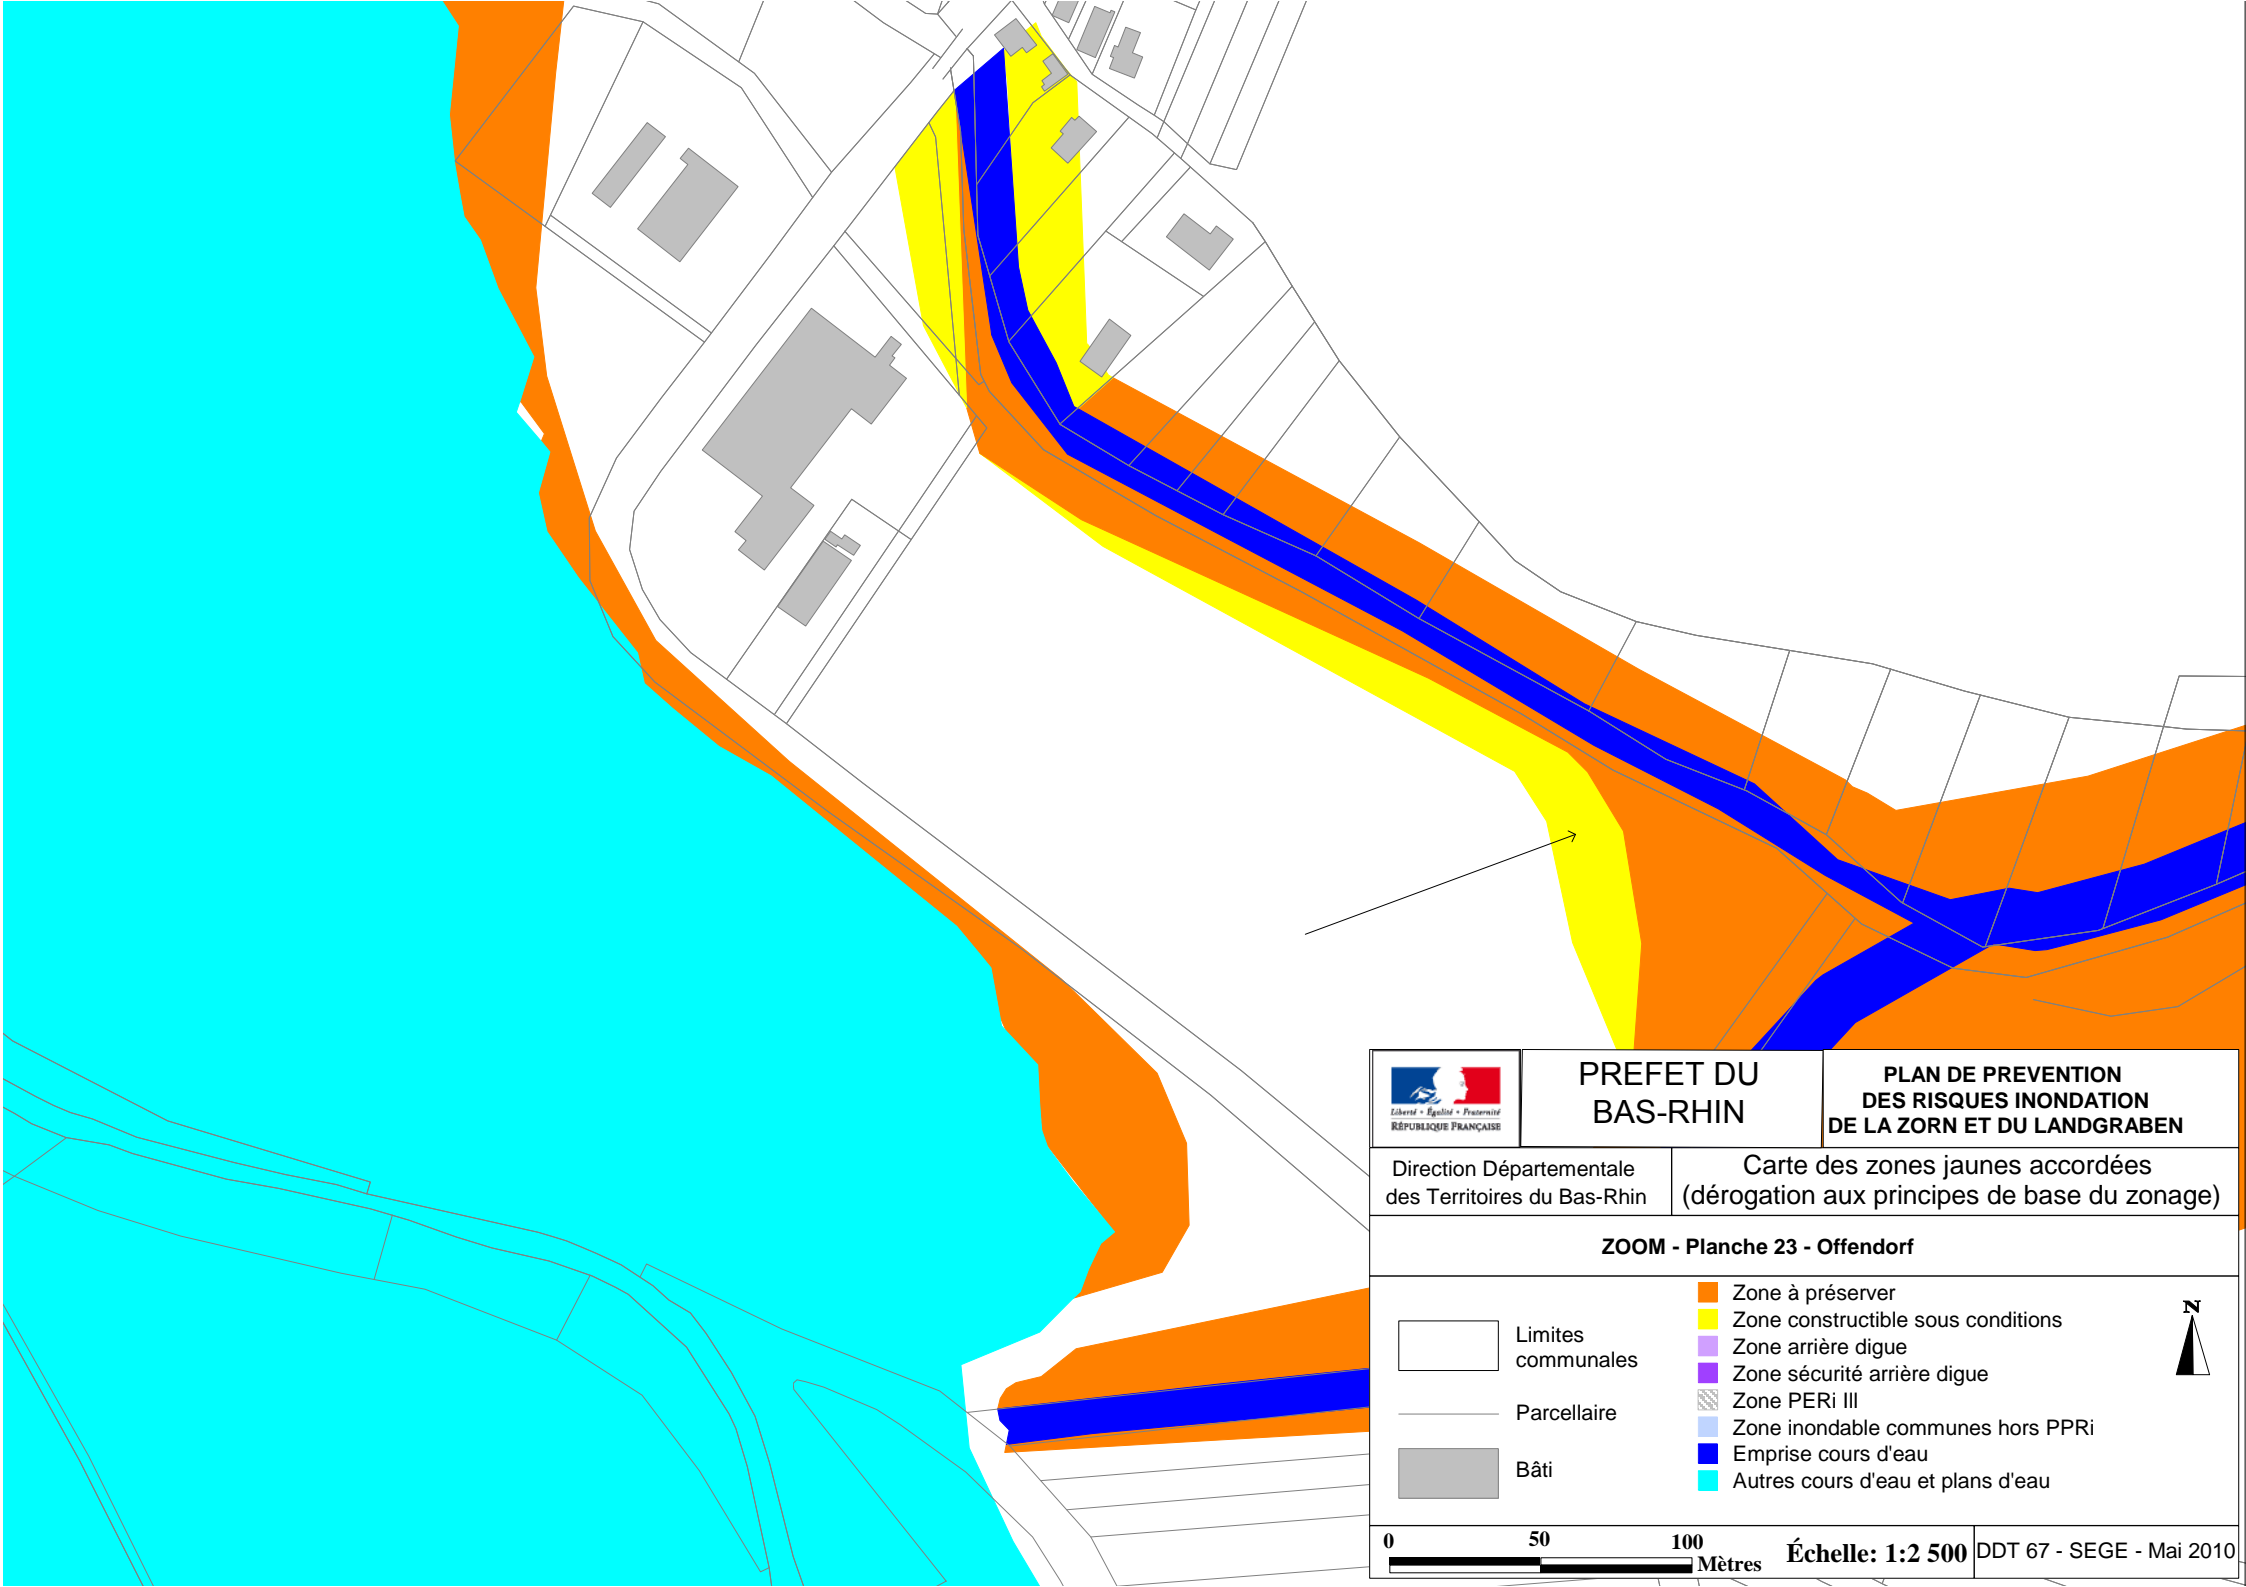 Liberté • Égalité • Fraternité
RÉPUBLIQUE FRANÇAISE
PREFET DU
BAS-RHIN
PLAN DE PREVENTION
DES RISQUES INONDATION
DE LA ZORN ET DU LANDGRABEN
Direction Départementale
des Territoires du Bas-Rhin
Carte des zones jaunes accordées
(dérogation aux principes de base du zonage)
ZOOM - Planche 23 - Offendorf
Limites
communales
Parcellaire
Bâti
Zone à préserver
Zone constructible sous conditions
Zone arrière digue
Zone sécurité arrière digue
Zone PERi III
Zone inondable communes hors PPRi
Emprise cours d'eau
Autres cours d'eau et plans d'eau
N
0 50 100
Mètres
Échelle: 1:2 500
DDT 67 - SEGE - Mai 2010